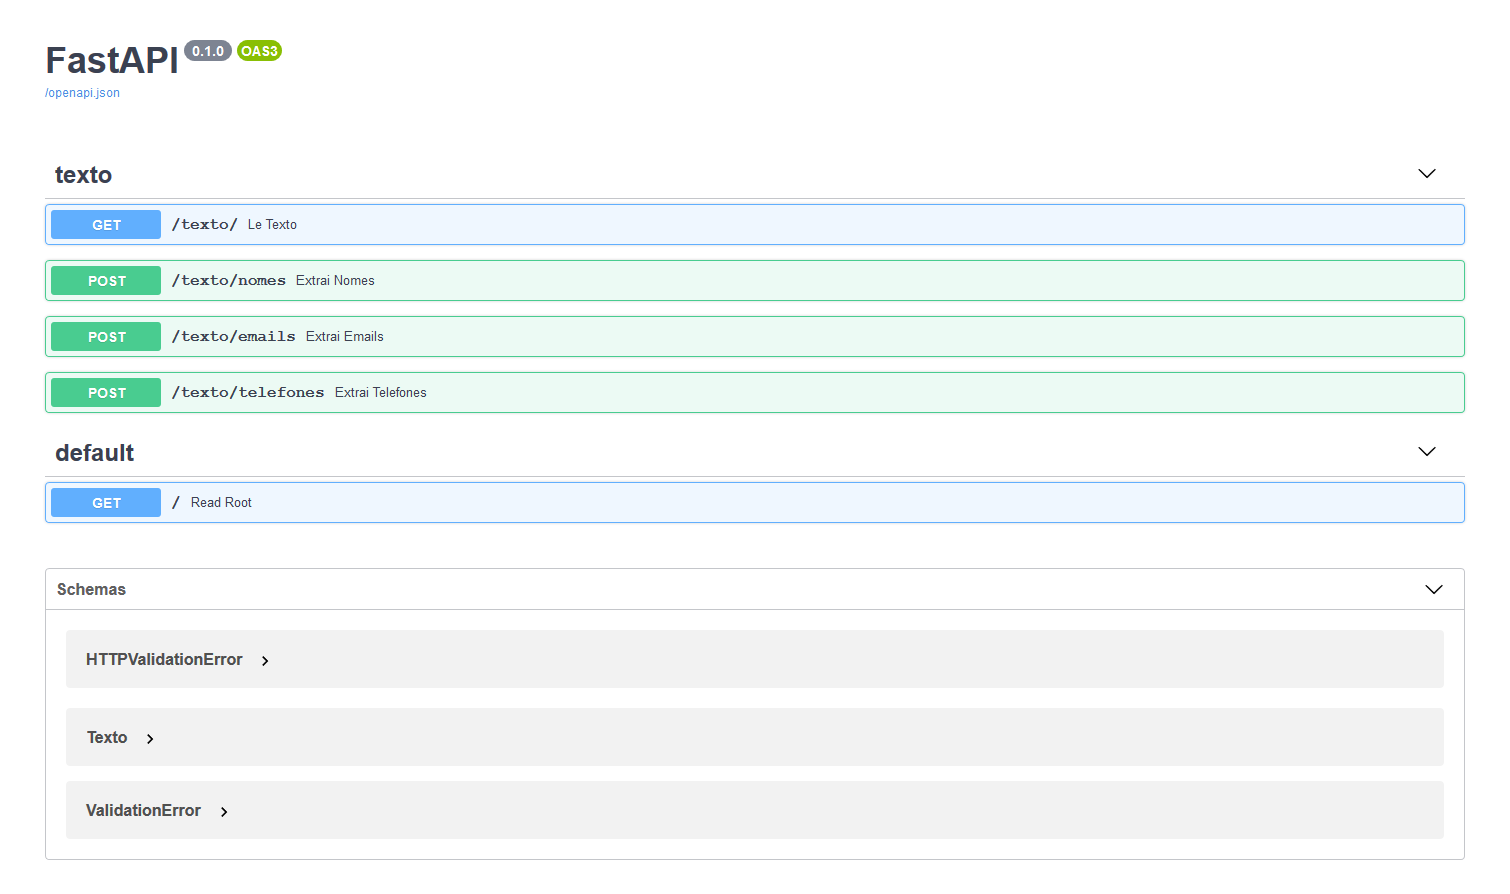 FastAPI 0.1.0 OAS3
/openapi.json
texto
GET /texto/ Le Texto
POST /texto/nomes Extrai Nomes
POST /texto/emails Extrai Emails
POST /texto/telefones Extrai Telefones
default
GET / Read Root
Schemas
HTTPValidationError
Texto
ValidationError